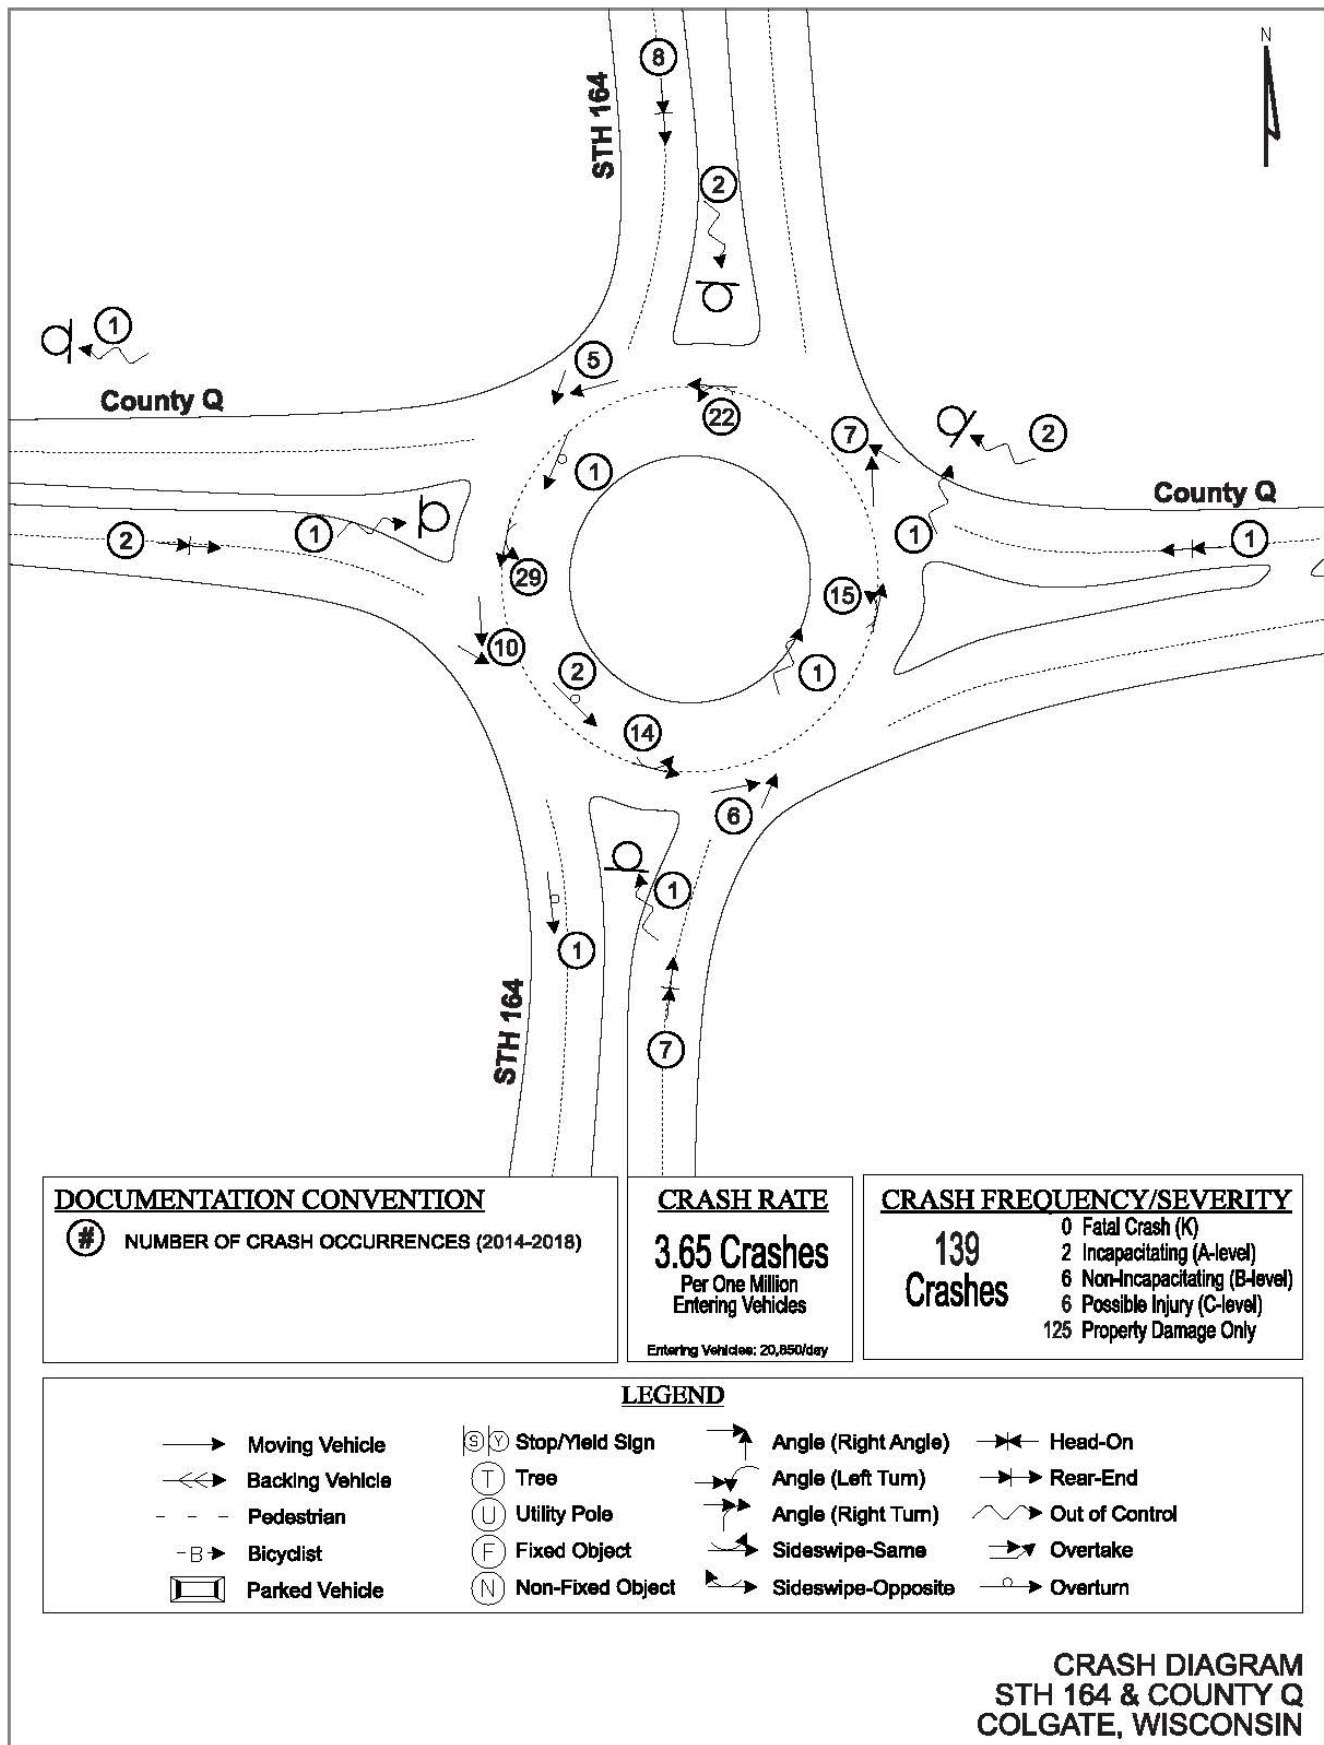 N
8
STH 164
2
1
5
County Q
22
7
2
1
County Q
1
2
1
29
1
15
10
2
1
14
6
1
1
STH 164
7
DOCUMENTATION CONVENTION
# NUMBER OF CRASH OCCURRENCES (2014-2018)
CRASH RATE
3.65 Crashes
Per One Million
Entering Vehicles
Entering Vehicles: 20,850/day
CRASH FREQUENCY/SEVERITY
139
Crashes
0 Fatal Crash (K)
2 Incapacitating (A-level)
6 Non-Incapacitating (B-level)
6 Possible Injury (C-level)
125 Property Damage Only
LEGEND
Moving Vehicle
Backing Vehicle
Pedestrian
B Bicyclist
Parked Vehicle
S Y Stop/Yield Sign
T Tree
U Utility Pole
F Fixed Object
N Non-Fixed Object
Angle (Right Angle)
Angle (Left Turn)
Angle (Right Turn)
Sideswipe-Same
Sideswipe-Opposite
Head-On
Rear-End
Out of Control
Overtake
Overturn
CRASH DIAGRAM
STH 164 & COUNTY Q
COLGATE, WISCONSIN